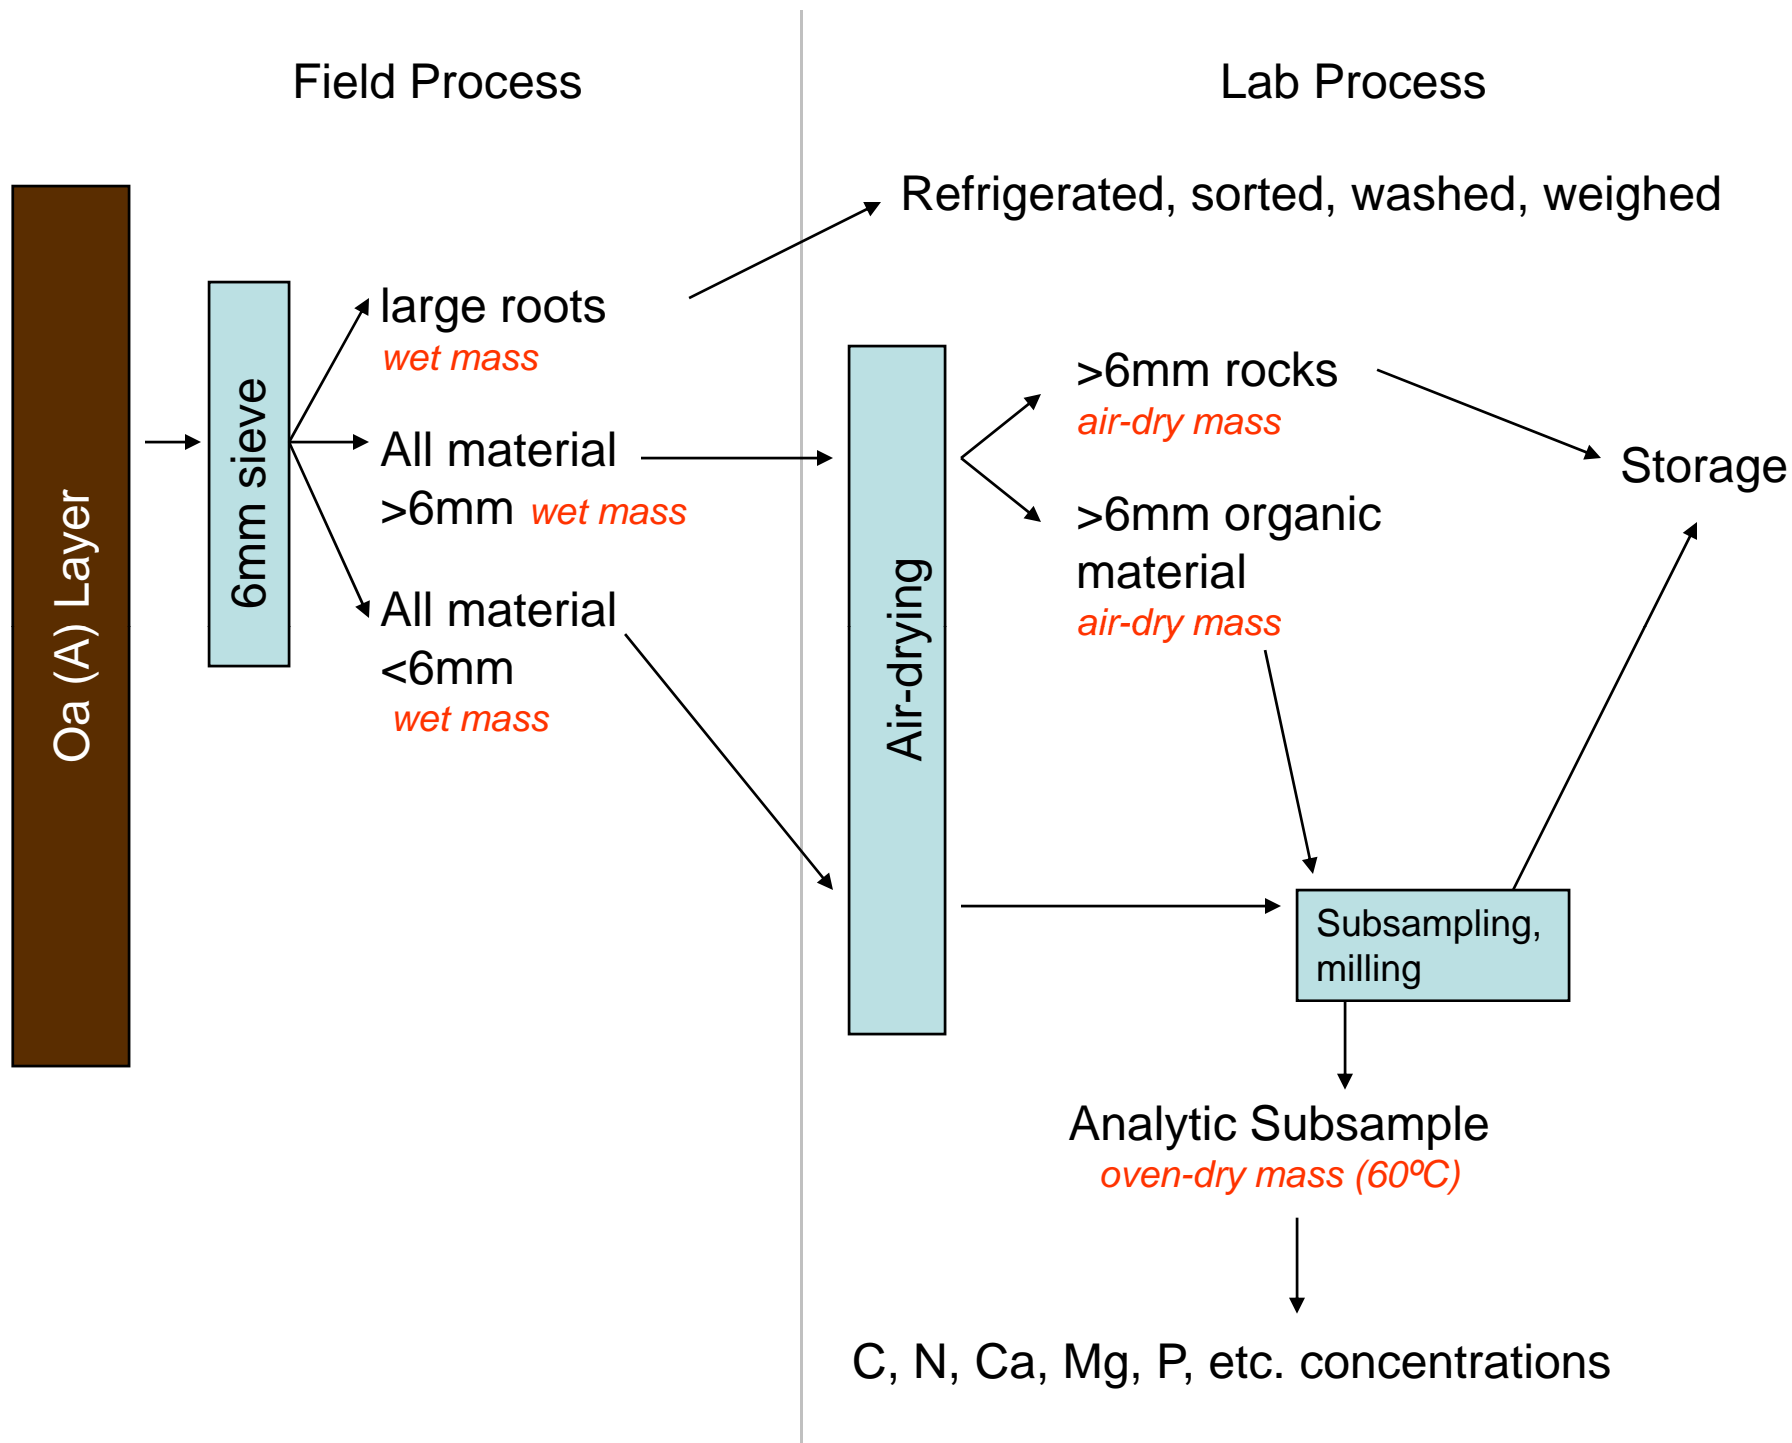 Field Process
Lab Process
Oa (A) Layer
6mm sieve
large roots
wet mass
All material
>6mm wet mass
All material
<6mm
wet mass
Refrigerated, sorted, washed, weighed
Air-drying
>6mm rocks
air-dry mass
>6mm organic
material
air-dry mass
Storage
Subsampling,
milling
Analytic Subsample
oven-dry mass (60ºC)
C, N, Ca, Mg, P, etc. concentrations